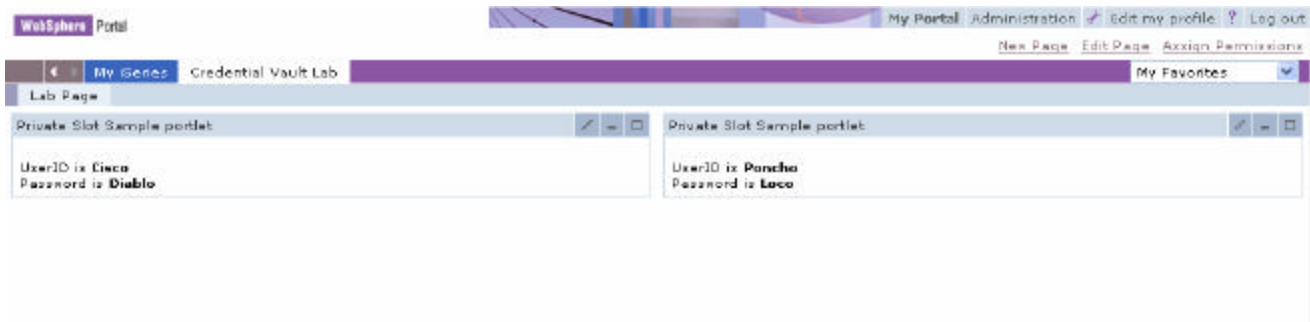 WebSphere Portal
My Portal Administration Edit my profile ? Log out
New Page Edit Page Assign Permissions
My iSeries Credential Vault Lab My Favorites
Lab Page
Private Slot Sample portlet
UserID is Cisco
Password is Diablo
Private Slot Sample portlet
UserID is Poncho
Password is Loco